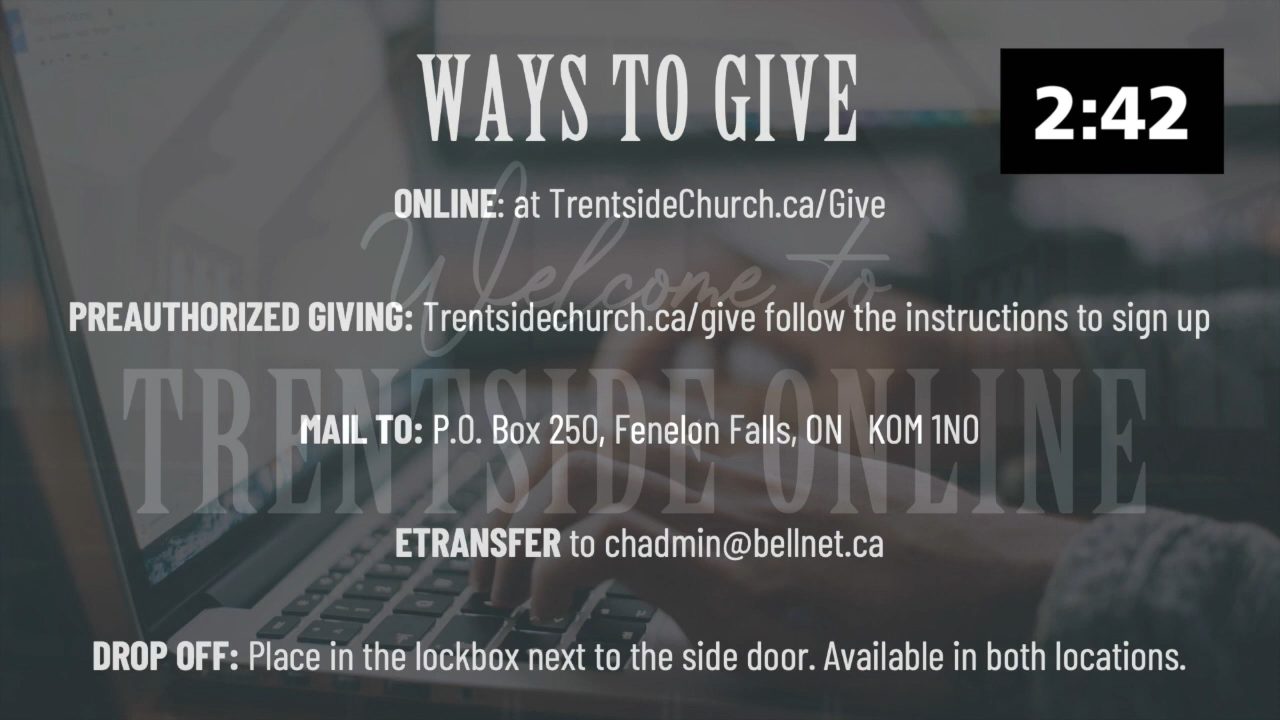 WAYS TO GIVE
2:42
ONLINE: at TrentsideChurch.ca/Give
Welcome to
PREAUTHORIZED GIVING: Trentsidechurch.ca/give follow the instructions to sign up
TRENTSIDE ONLINE
MAIL TO: P.O. Box 250, Fenelon Falls, ON K0M 1N0
ETRANSFER to chadmin@bellnet.ca
DROP OFF: Place in the lockbox next to the side door. Available in both locations.